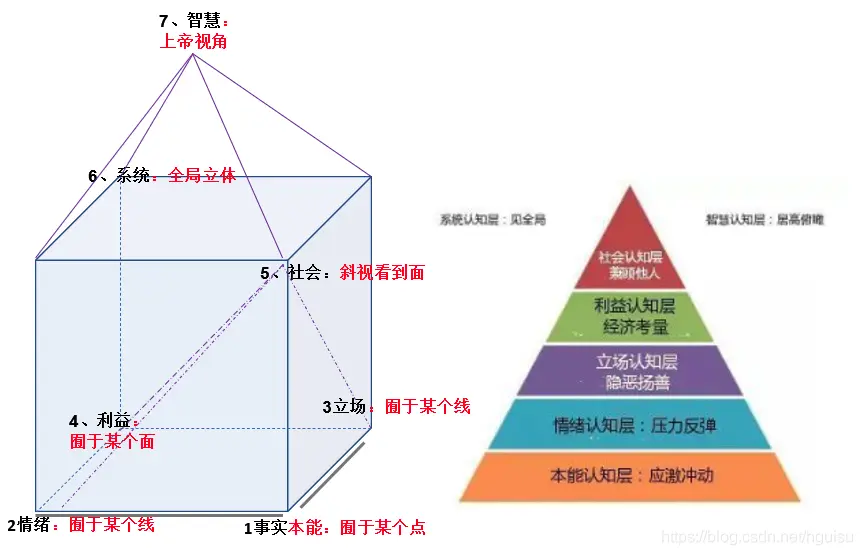 7、智慧:
上帝视角
6、系统:全局立体
5、社会:斜视看到面
4、利益:
囿于某个面
3立场:囿于某个线
2情绪:囿于某个线
1事实本能:囿于某个点
系统认知层:见全局
智慧认知层:居高俯瞰
社会认知层
兼顾他人
利益认知层
经济考量
立场认知层
隐恶扬善
情绪认知层:压力反弹
本能认知层:应激冲动
https://blog.csdn.net/nguisu